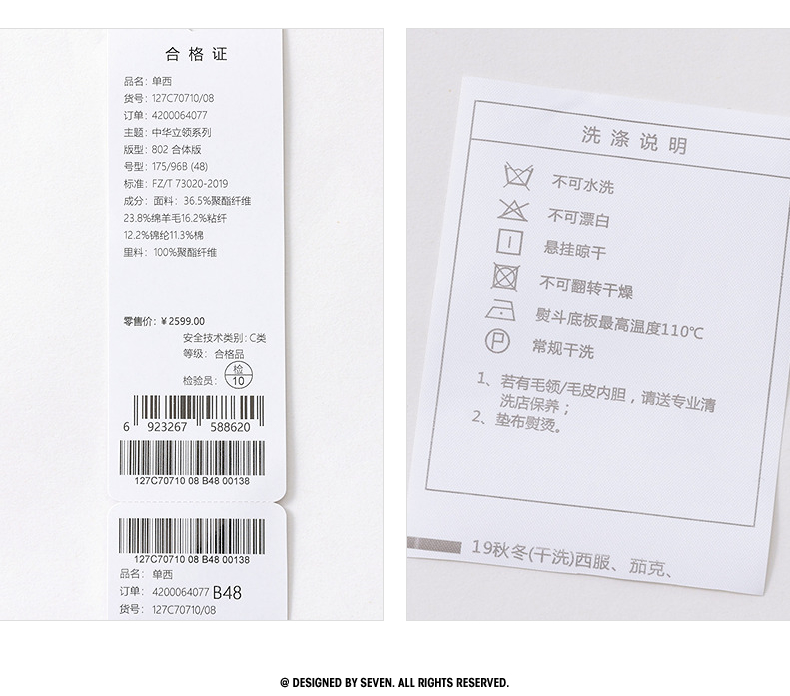 合格证
品名：单西
货号：127C70710/08
订单：4200064077
主题：中华立领系列
版型：802 合体版
号型：175/96B (48)
标准：FZ/T 73020-2019
成分：面料：36.5%聚酯纤维
23.8%绵羊毛16.2%粘纤
12.2%锦纶11.3%棉
里料：100%聚酯纤维
零售价：￥2599.00
安全技术类别：C类
等级：合格品
检验员：检 10
6 923267 588620
127C70710 08 B48 00138
127C70710 08 B48 00138
品名：单西
订单：4200064077 B48
货号：127C70710/08
洗涤说明
不可水洗
不可漂白
悬挂晾干
不可翻转干燥
熨斗底板最高温度110℃
P 常规干洗
1、若有毛领/毛皮内胆，请送专业清
洗店保养；
2、垫布熨烫。
19秋冬(干洗)西服、茄克、
@ DESIGNED BY SEVEN. ALL RIGHTS RESERVED.